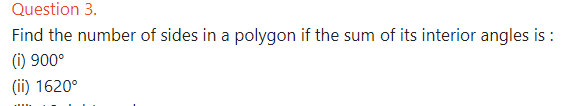 Question 3.
Find the number of sides in a polygon if the sum of its interior angles is :
(i) 900°
(ii) 1620°